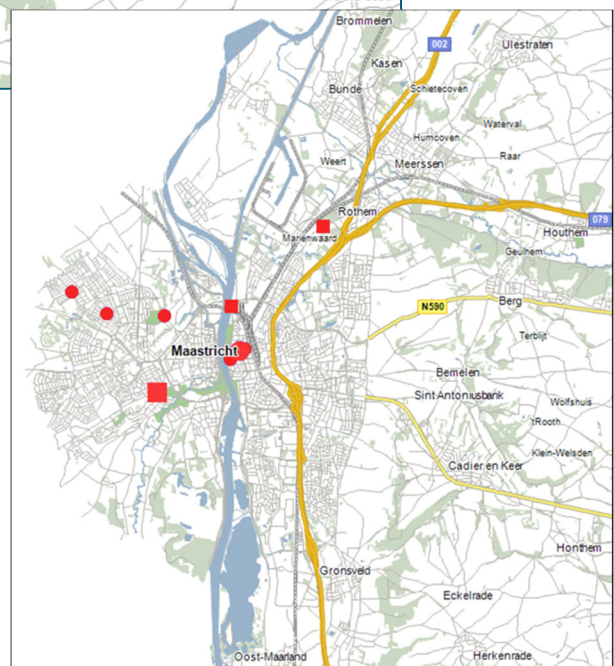 Brommelen
002
Ulestraten
Kasen
Bunde
Schietecoven
Waterval
Humcoven
Raar
Weert
Meerssen
Rothem
079
Marienwaard
Houthem
Geulhem
Berg
N590
Terblijt
Maastricht
Bemelen
Sint Antoniusbank
Wolfshuis
'tRooth
Klein-Welsden
Cadier en Keer
Honthem
Gronsveld
Eckelrade
Oost-Maarland
Herkenrade